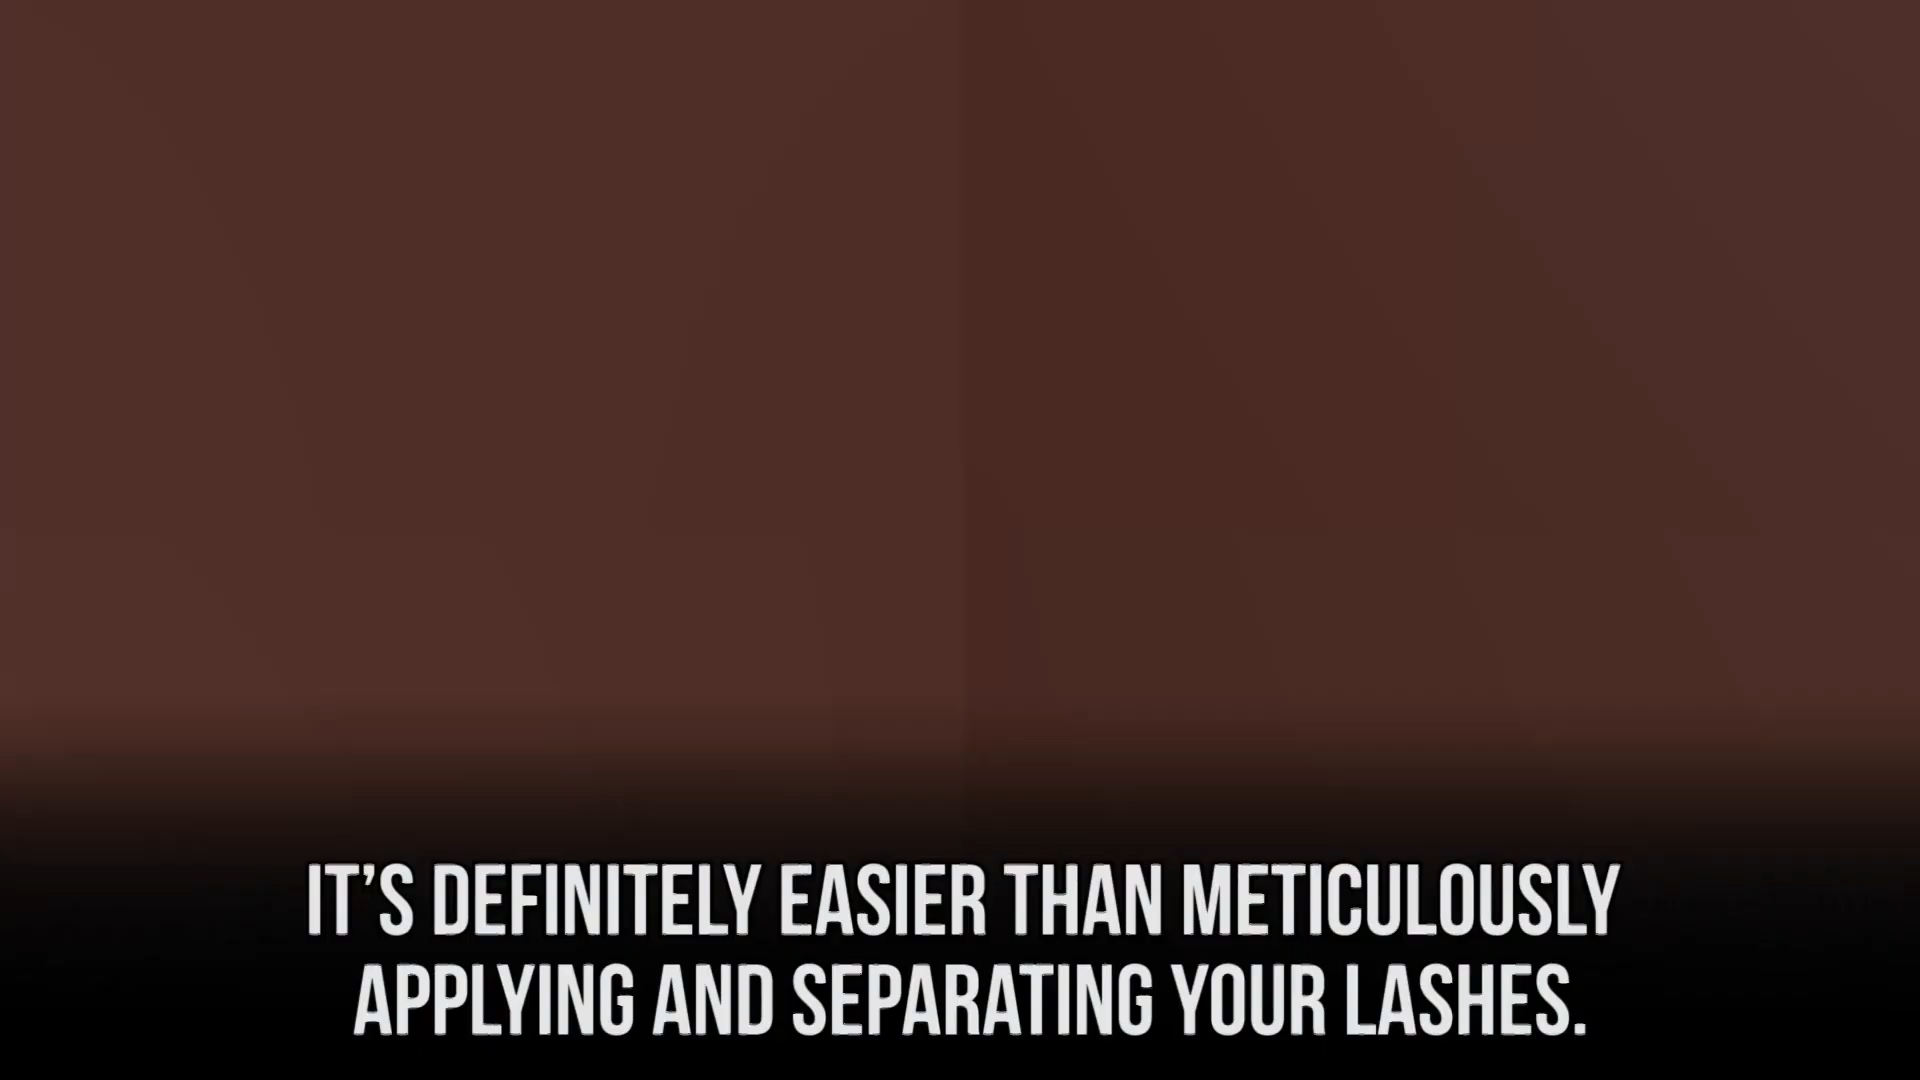 IT’S DEFINITELY EASIER THAN METICULOUSLY
APPLYING AND SEPARATING YOUR LASHES.